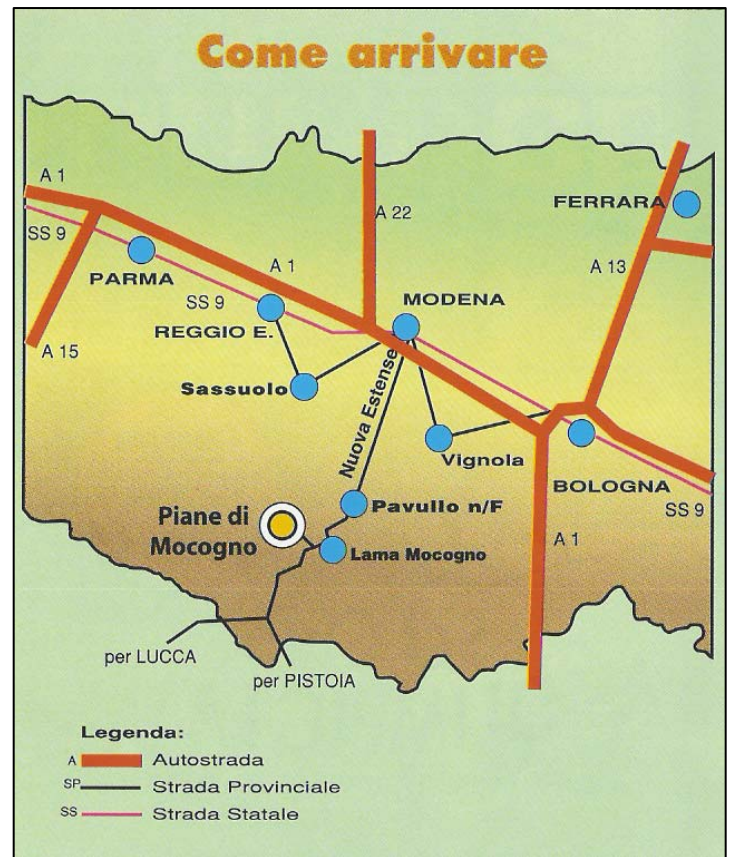 Come arrivare
A 1
SS 9
A 22
FERRARA
A 13
PARMA
A 1
SS 9
REGGIO E.
MODENA
A 15
Sassuolo
Nuova Estense
Vignola
BOLOGNA
SS 9
Piane di
Mocogno
Pavullo n/F
Lama Mocogno
A 1
per LUCCA
per PISTOIA
Legenda:
A Autostrada
SP Strada Provinciale
SS Strada Statale